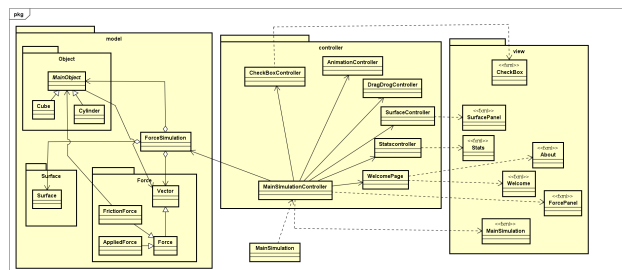 pkg
model
Object
MainObject
Cube
Cylinder
ForceSimulation
Surface
Surface
Force
Vector
FrictionForce
AppliedForce
Force
controller
AnimationController
CheckBoxController
DragDrogController
SurfaceController
Statscontroller
WelcomePage
MainSimulationController
MainSimulation
view
<<fxml>>
CheckBox
<<fxml>>
SurfacePanel
<<fxml>>
Stats
<<fxml>>
About
<<fxml>>
Welcome
<<fxml>>
ForcePanel
<<fxml>>
MainSimulation